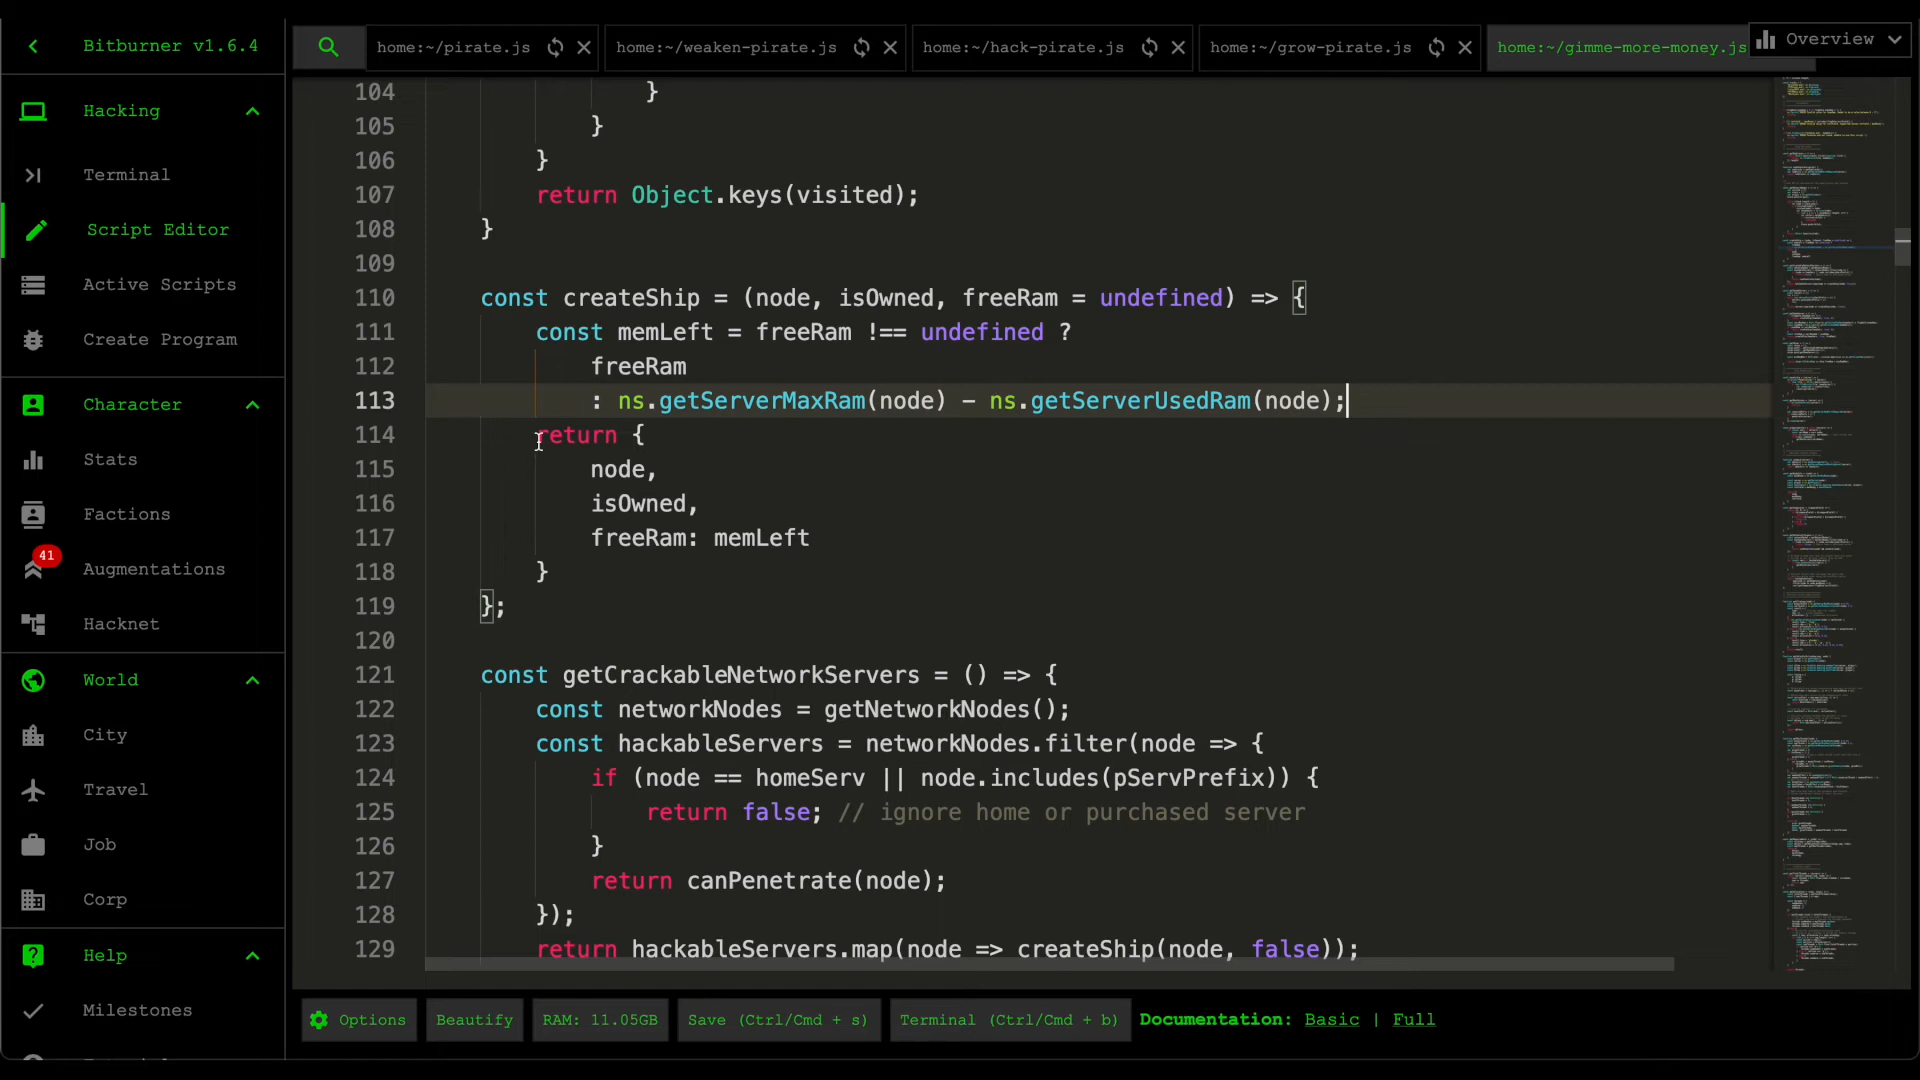 Bitburner v1.6.4
Hacking
Terminal
Script Editor
Active Scripts
Create Program
Character
Stats
Factions
41
Augmentations
Hacknet
World
City
Travel
Job
Corp
Help
Milestones
home:~/pirate.js
home:~/weaken-pirate.js
home:~/hack-pirate.js
home:~/grow-pirate.js
home:~/gimme-more-money.js
Overview
104 }
105 }
106 }
107 return Object.keys(visited);
108 }
109
110 const createShip = (node, isOwned, freeRam = undefined) => {
111 const memLeft = freeRam !== undefined ?
112 freeRam
113 : ns.getServerMaxRam(node) - ns.getServerUsedRam(node);
114 return {
115 node,
116 isOwned,
117 freeRam: memLeft
118 }
119 };
120
121 const getCrackableNetworkServers = () => {
122 const networkNodes = getNetworkNodes();
123 const hackableServers = networkNodes.filter(node => {
124 if (node == homeServ || node.includes(pServPrefix)) {
125 return false; // ignore home or purchased server
126 }
127 return canPenetrate(node);
128 });
129 return hackableServers.map(node => createShip(node, false));
Options
Beautify
RAM: 11.05GB
Save (Ctrl/Cmd + s)
Terminal (Ctrl/Cmd + b)
Documentation: Basic | Full